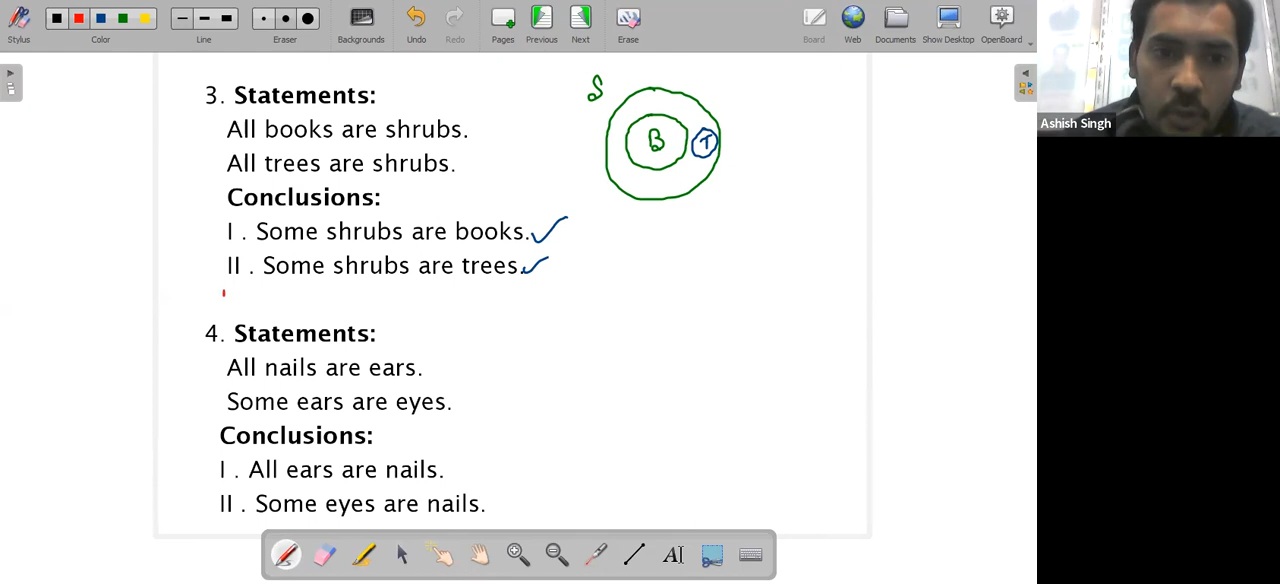 Stylus
Color
Line
Eraser
Backgrounds
Undo
Redo
Pages
Previous
Next
Erase
Board
Web
Documents
Show Desktop
OpenBoard
Ashish Singh
3. Statements:
All books are shrubs.
All trees are shrubs.
Conclusions:
I . Some shrubs are books.
II . Some shrubs are trees.
S
B
T
4. Statements:
All nails are ears.
Some ears are eyes.
Conclusions:
I . All ears are nails.
II . Some eyes are nails.
A